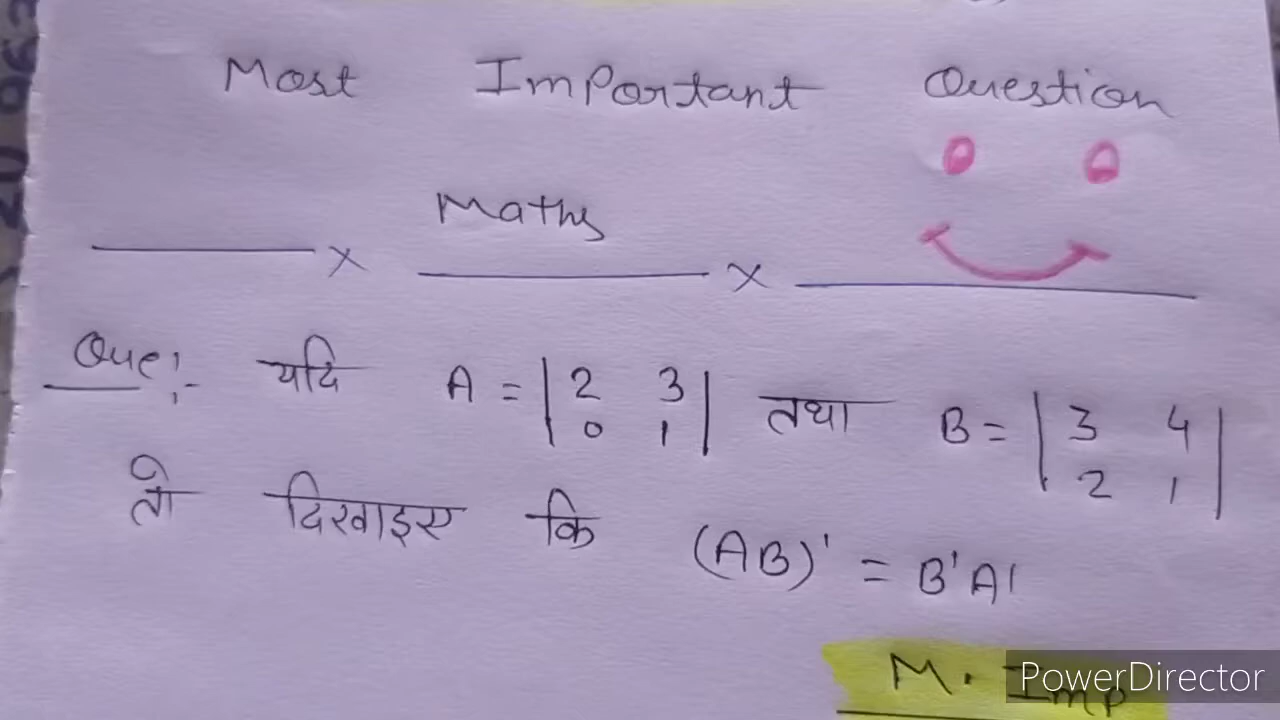 Most Important Question
Maths
x x
Que:- यदि A = | 2 3 | तथा B = | 3 4 |
0 1 2 1
तो दिखाइए कि (AB)' = B'A'
M. Imp
PowerDirector